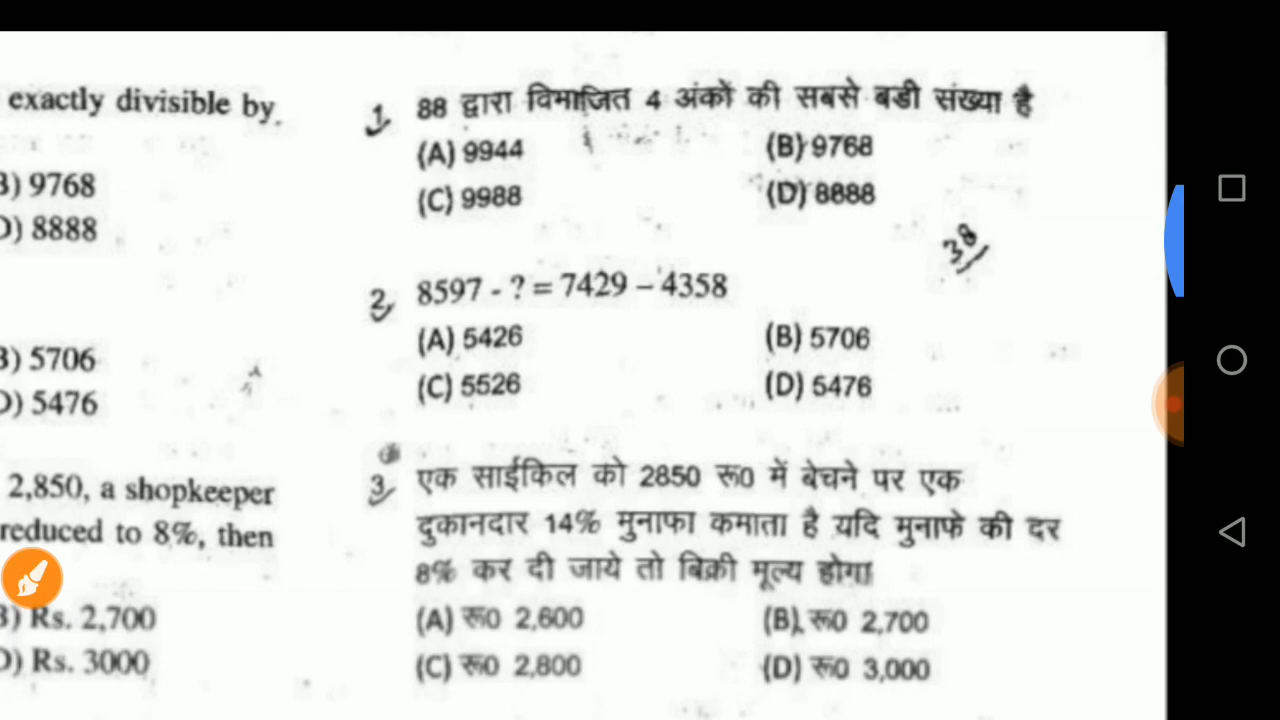 exactly divisible by
B) 9768
D) 8888
B) 5706
D) 5476
2,850, a shopkeeper
reduced to 8%, then
B) Rs. 2,700
D) Rs. 3000
1 88 द्वारा विभाजित 4 अंकों की सबसे बडी संख्या है
(A) 9944 (B) 9768
(C) 9988 (D) 8888
38
2 8597 - ? = 7429 – 4358
(A) 5426 (B) 5706
(C) 5526 (D) 5476
3 एक साईकिल को 2850 रू0 में बेचने पर एक
दुकानदार 14% मुनाफा कमाता है यदि मुनाफे की दर
8% कर दी जाये तो बिक्री मूल्य होगा
(A) रू0 2,600 (B) रू0 2,700
(C) रू0 2,800 (D) रू0 3,000